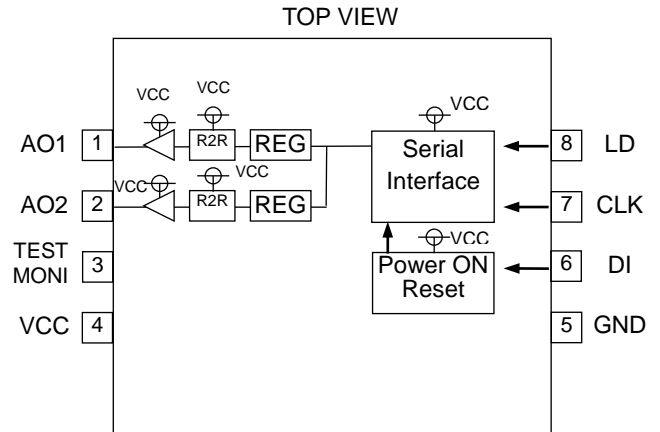 TOP VIEW
VCC
VCC
VCC
AO1 1 R2R REG Serial Interface 8 LD
VCC
VCC
AO2 2 R2R REG 7 CLK
VCC
TEST MONI 3 Power ON Reset 6 DI
VCC 4 5 GND